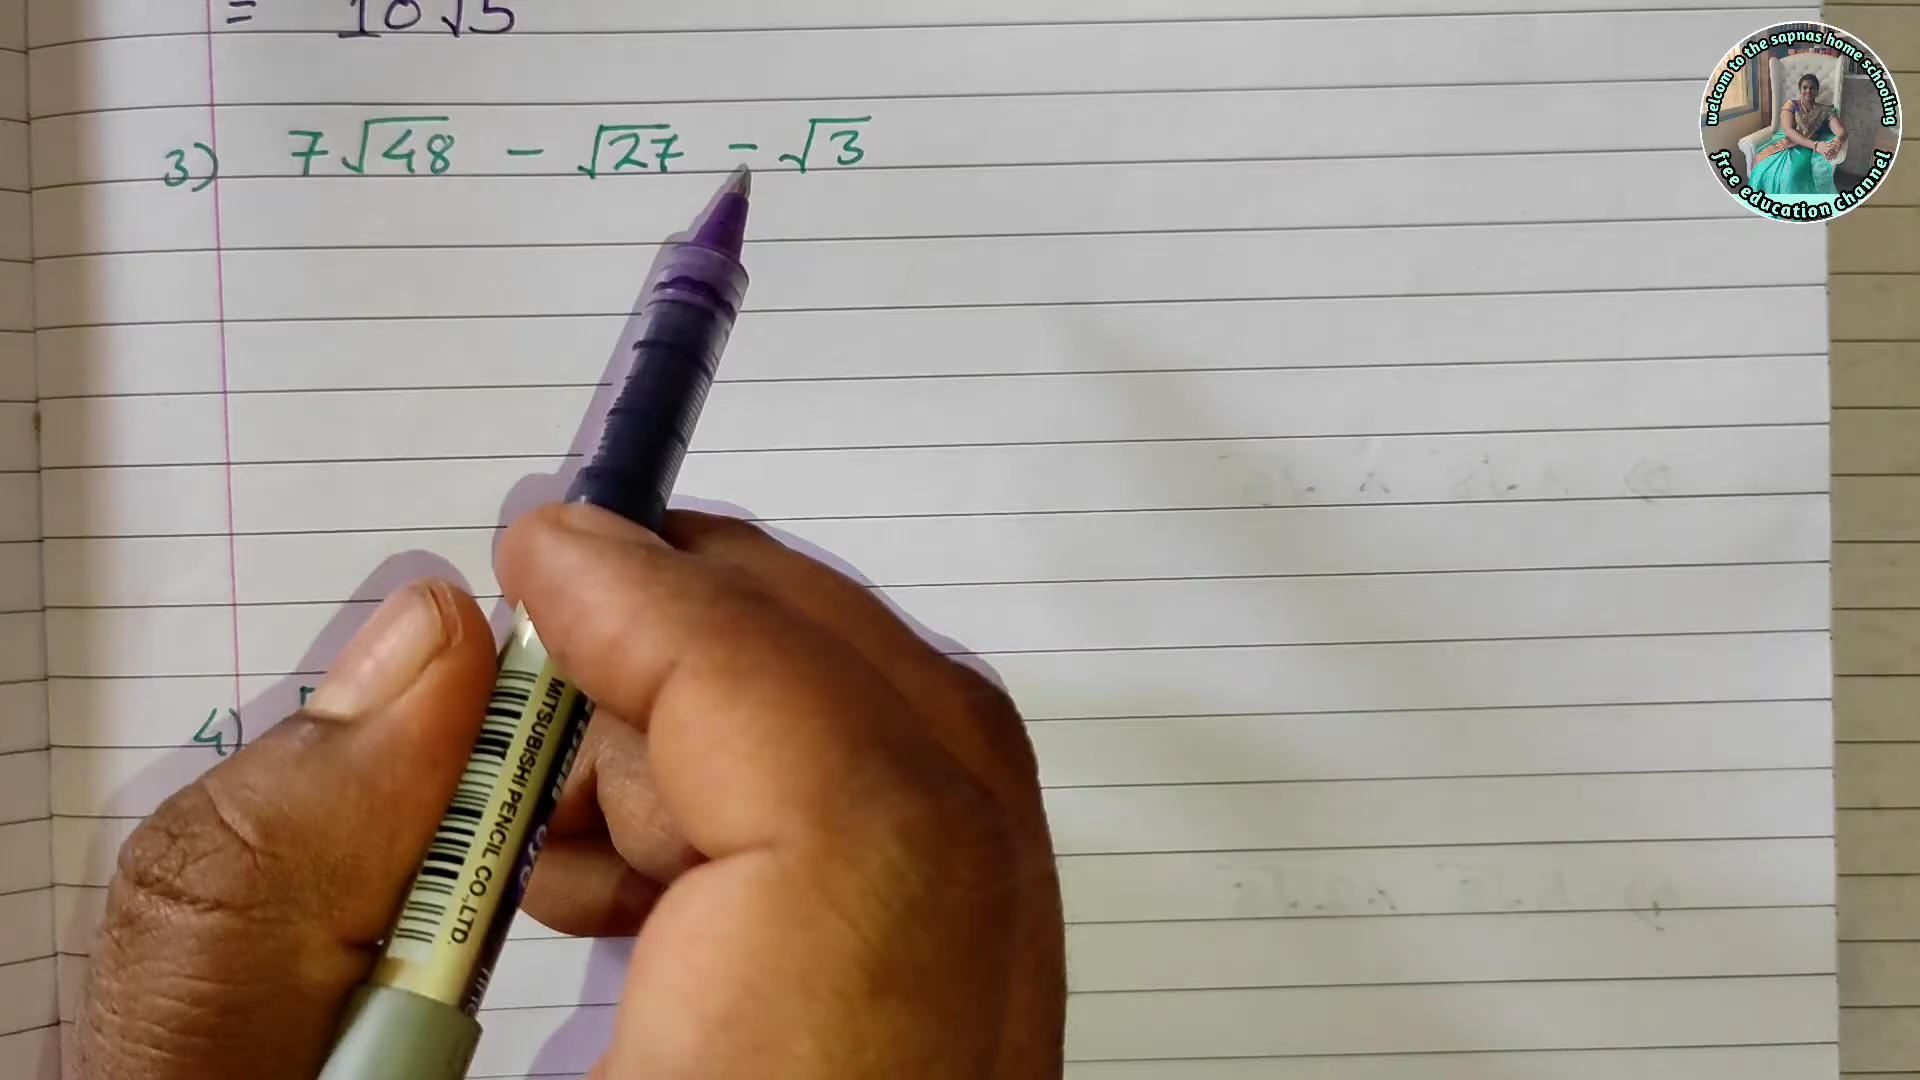 = 10√5
3) 7√48 - √27 - √3
4)
MITSUBISHI PENCIL CO.,LTD.
welcom to the sapnas home schooling
free education channel